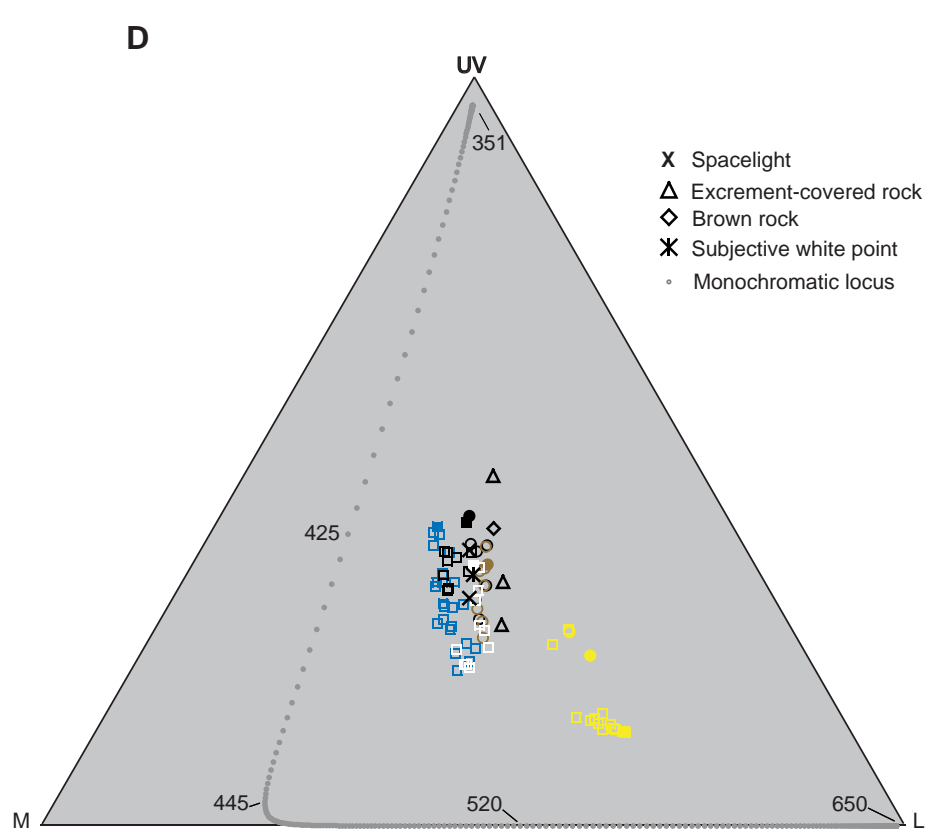 D
UV
351
X Spacelight
Excrement-covered rock
Brown rock
Subjective white point
Monochromatic locus
425
445
520
650
M
L